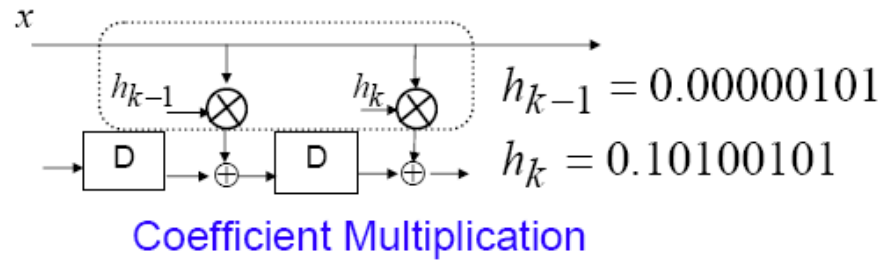 x
h_{k-1}
h_k
h_{k-1} = 0.00000101
D
D
h_k = 0.10100101
Coefficient Multiplication